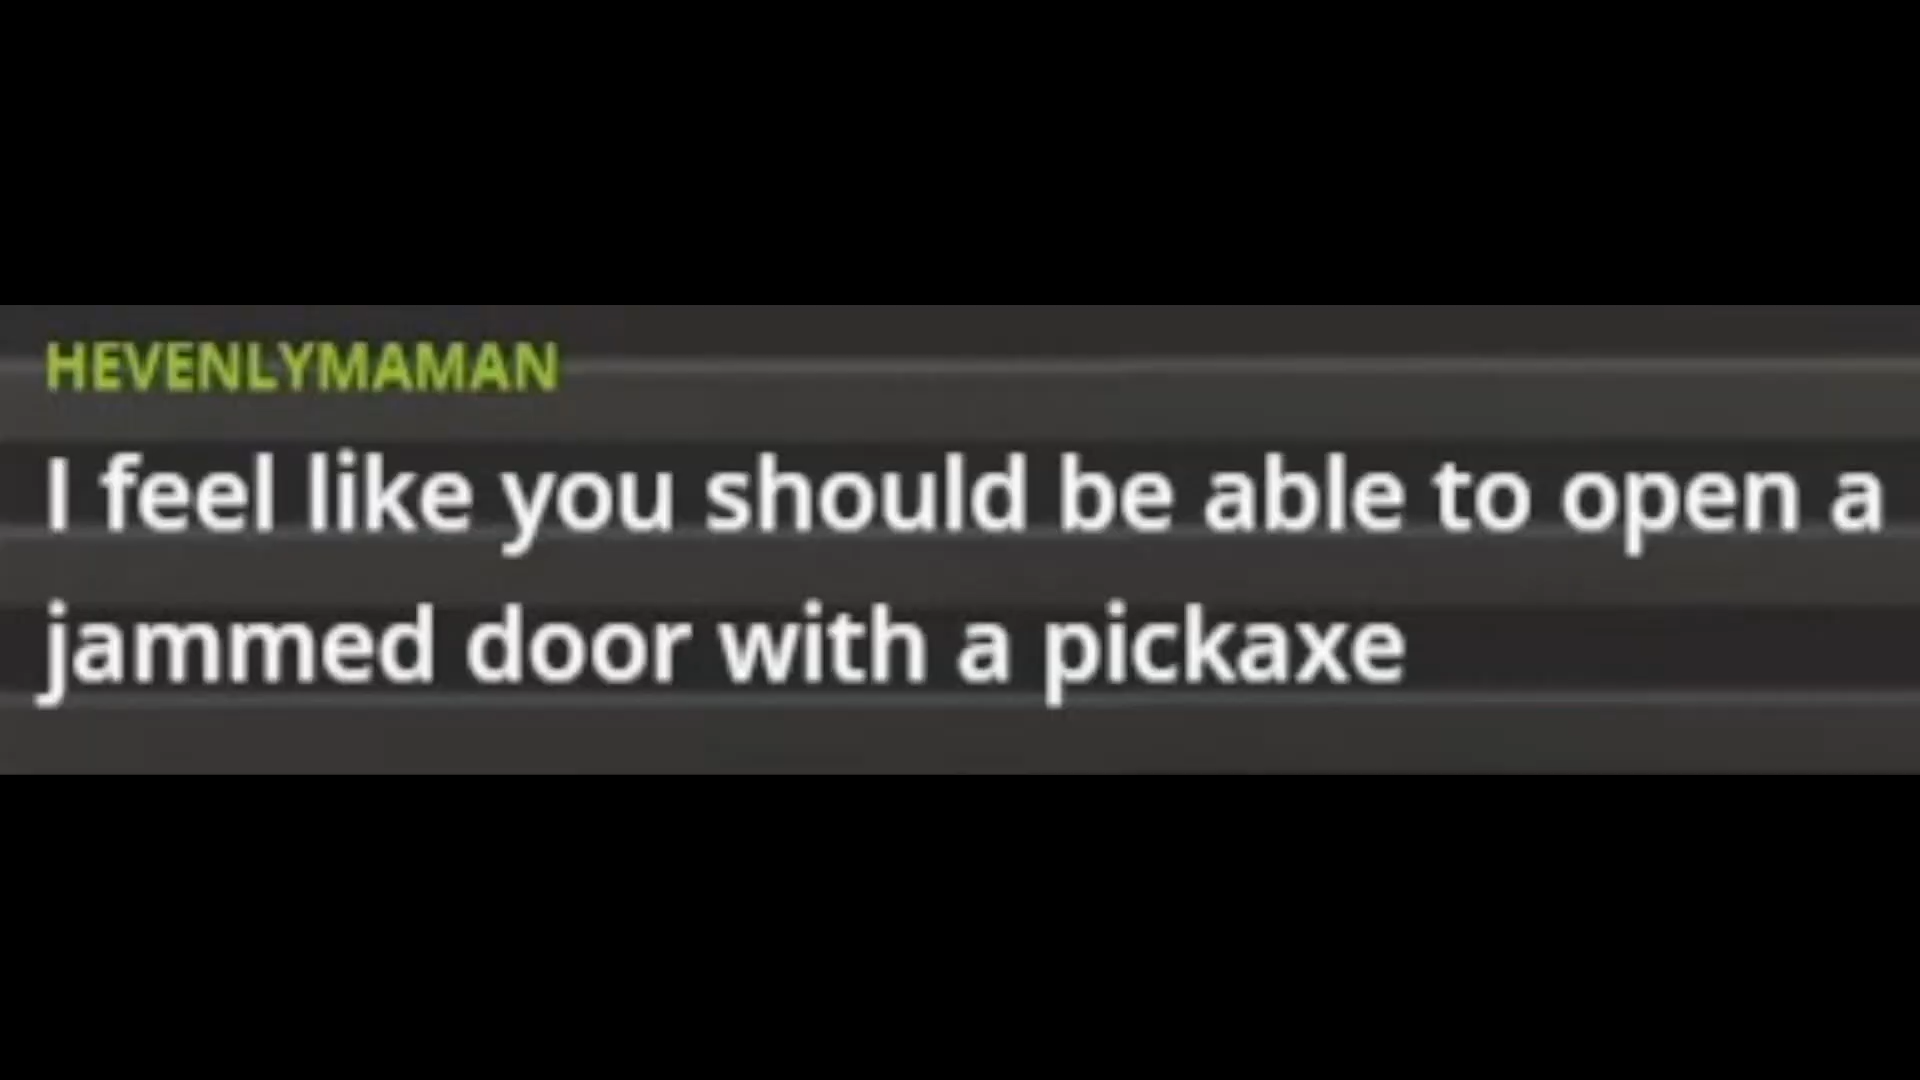 HEVENLYMAMAN
I feel like you should be able to open a
jammed door with a pickaxe